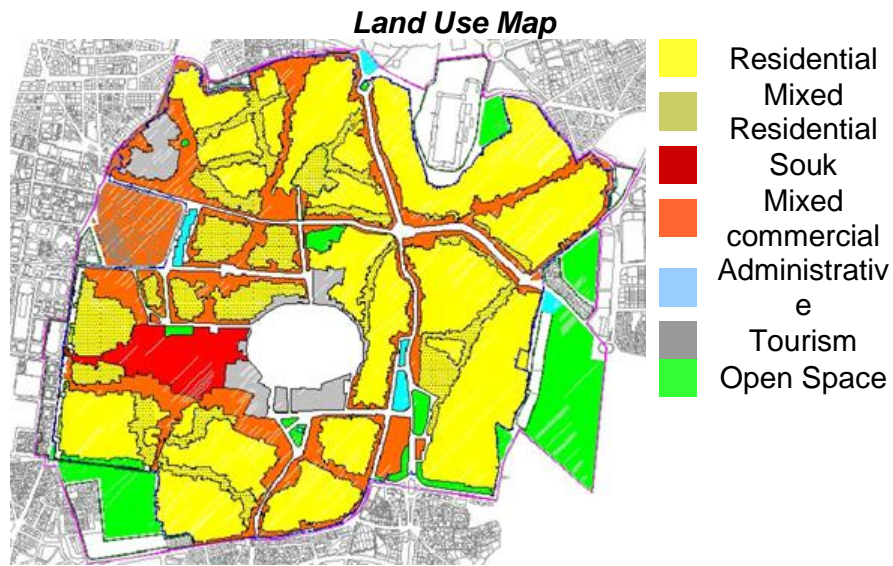 Land Use Map
Residential
Mixed
Residential
Souk
Mixed
commercial
Administrativ
e
Tourism
Open Space